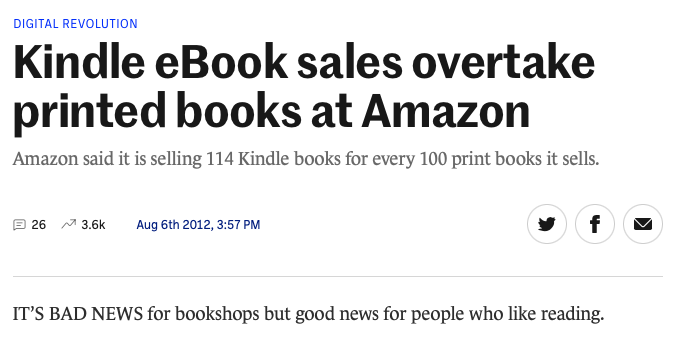 DIGITAL REVOLUTION
Kindle eBook sales overtake
printed books at Amazon
Amazon said it is selling 114 Kindle books for every 100 print books it sells.
26 3.6k Aug 6th 2012, 3:57 PM
IT’S BAD NEWS for bookshops but good news for people who like reading.